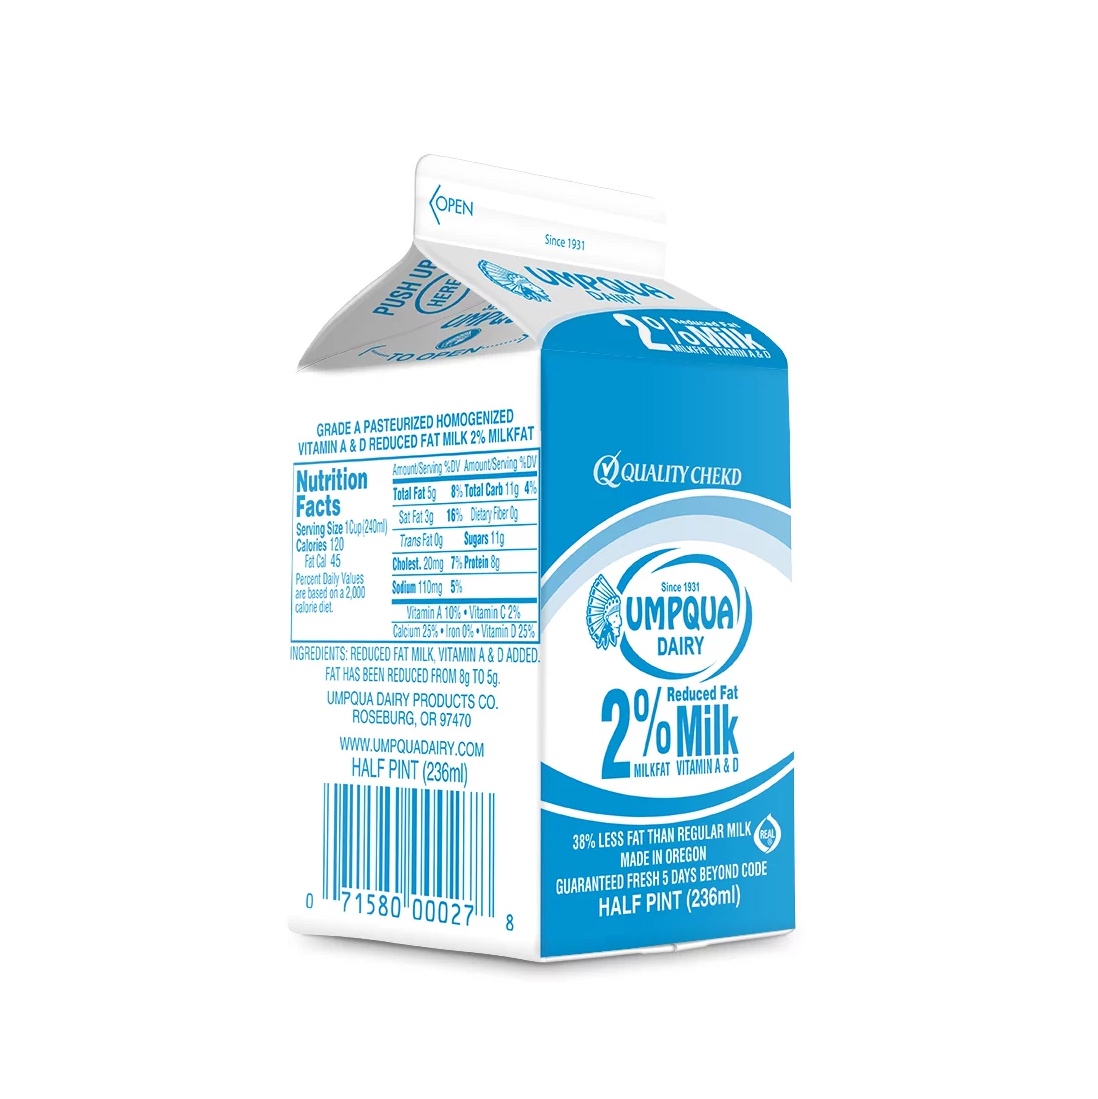 OPEN
Since 1931
PUSH UP
HERE
UMPQUA
DAIRY
TO OPEN
2% Reduced Fat Milk
MILKFAT VITAMIN A & D
GRADE A PASTEURIZED HOMOGENIZED
VITAMIN A & D REDUCED FAT MILK 2% MILKFAT
Nutrition
Facts
Serving Size 1Cup(240ml)
Calories 120
Fat Cal 45
Percent Daily Values
are based on a 2,000
calorie diet.
Amount/Serving %DV Amount/Serving %DV
Total Fat 5g 8% Total Carb 11g 4%
Sat Fat 3g 16% Dietary Fiber 0g
Trans Fat 0g Sugars 11g
Cholest. 20mg 7% Protein 8g
Sodium 110mg 5%
Vitamin A 10% • Vitamin C 2%
Calcium 25% • Iron 0% • Vitamin D 25%
INGREDIENTS: REDUCED FAT MILK, VITAMIN A & D ADDED.
FAT HAS BEEN REDUCED FROM 8g TO 5g.
UMPQUA DAIRY PRODUCTS CO.
ROSEBURG, OR 97470
WWW.UMPQUADAIRY.COM
HALF PINT (236ml)
0 71580 00027 8
QUALITY CHEKD
Since 1931
UMPQUA
DAIRY
2% Reduced Fat Milk
MILKFAT VITAMIN A & D
38% LESS FAT THAN REGULAR MILK
REAL
MADE IN OREGON
GUARANTEED FRESH 5 DAYS BEYOND CODE
HALF PINT (236ml)